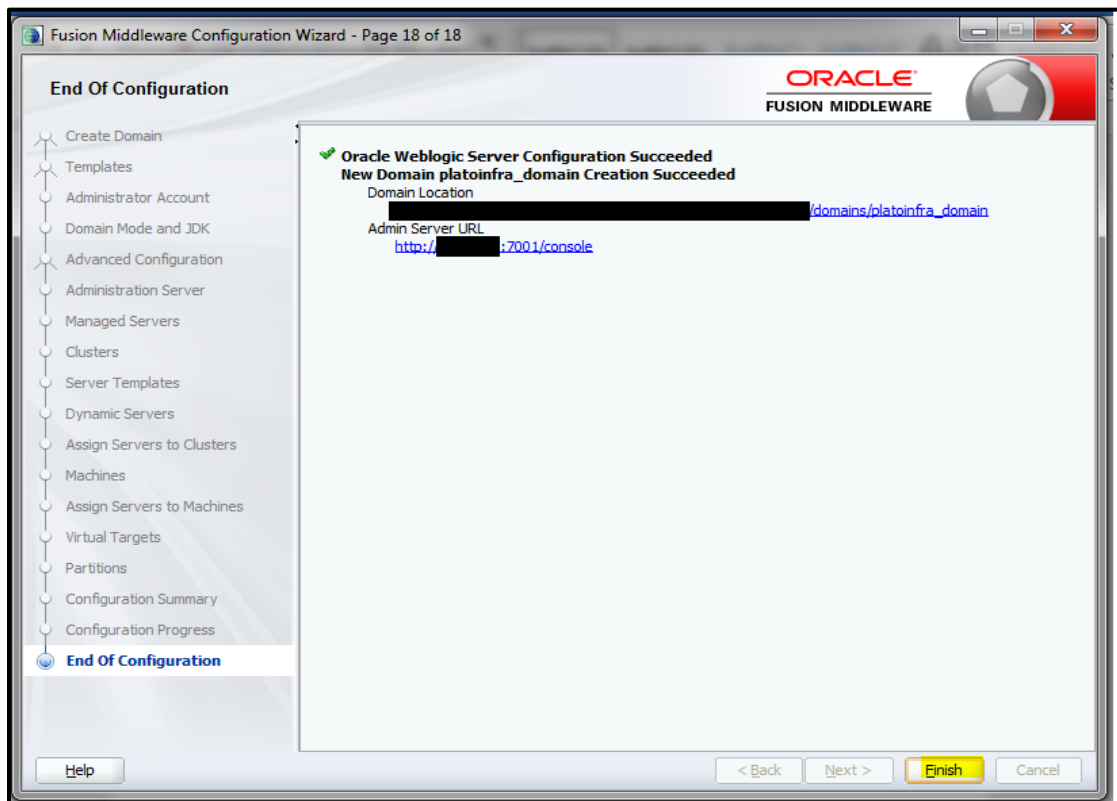 Fusion Middleware Configuration Wizard - Page 18 of 18
End Of Configuration
ORACLE
FUSION MIDDLEWARE
Create Domain
Templates
Administrator Account
Domain Mode and JDK
Advanced Configuration
Administration Server
Managed Servers
Clusters
Server Templates
Dynamic Servers
Assign Servers to Clusters
Machines
Assign Servers to Machines
Virtual Targets
Partitions
Configuration Summary
Configuration Progress
End Of Configuration
Oracle Weblogic Server Configuration Succeeded
New Domain platoinfra_domain Creation Succeeded
Domain Location
/domains/platoinfra_domain
Admin Server URL
http:// :7001/console
Help
< Back Next > Finish Cancel